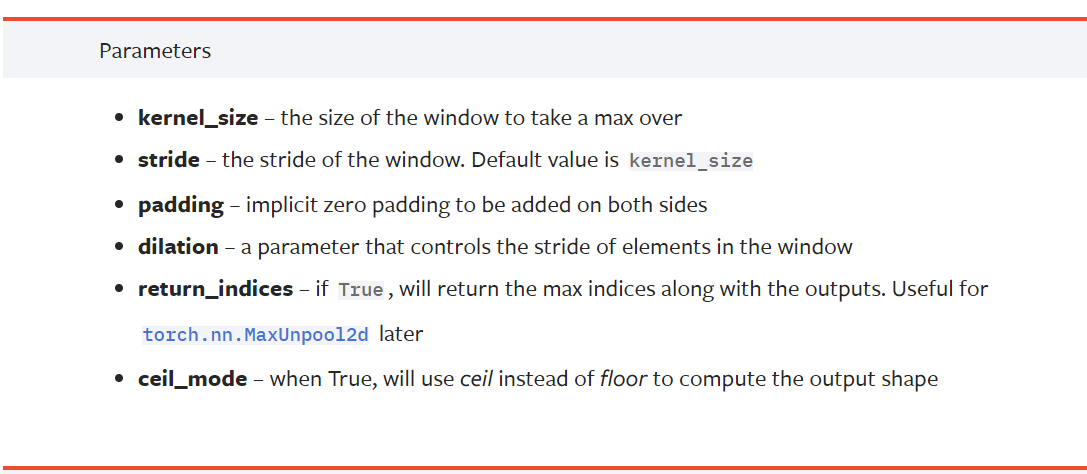 Parameters
• kernel_size – the size of the window to take a max over
• stride – the stride of the window. Default value is kernel_size
• padding – implicit zero padding to be added on both sides
• dilation – a parameter that controls the stride of elements in the window
• return_indices – if True, will return the max indices along with the outputs. Useful for
torch.nn.MaxUnpool2d later
• ceil_mode – when True, will use ceil instead of floor to compute the output shape